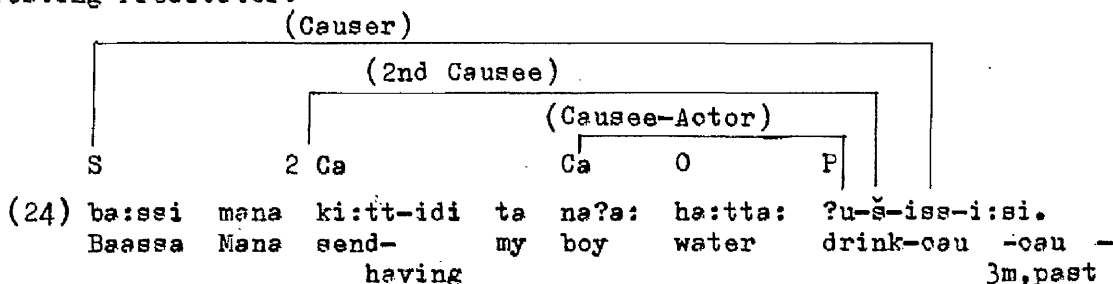 (Causer)
(2nd Causee)
(Causee-Actor)
S 2 Ca Ca O P
(24) ba:ssi mana ki:tt-idi ta na?a: ha:tta: ?u-š-iss-i:si.
Baassa Mana send- my boy water drink-cau -cau -
having 3m,past